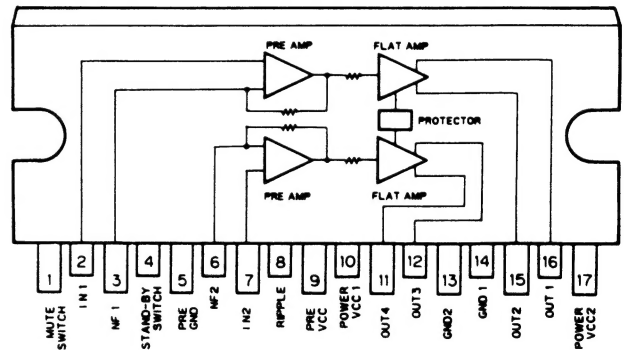 PRE AMP
FLAT AMP
PROTECTOR
PRE AMP
FLAT AMP
1
2
3
4
5
6
7
8
9
10
11
12
13
14
15
16
17
MUTE
SWITCH
IN 1
NF 1
STAND-BY
SWITCH
PRE
GND
NF2
IN2
RIPPLE
PRE
VCC
POWER
VCC 1
OUT4
OUT3
GND2
GND 1
OUT2
OUT 1
POWER
VCC2